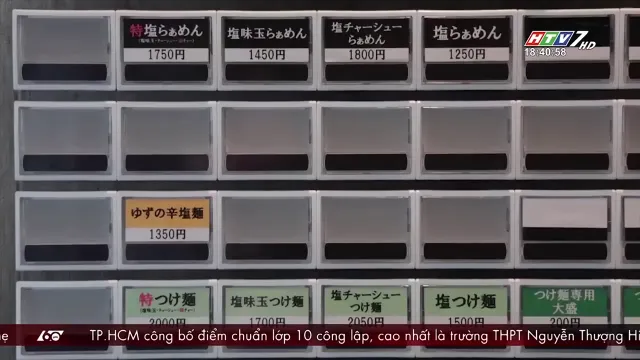 特塩らぁめん
塩味玉らぁめん
塩チャーシュー
らぁめん
塩らぁめん
1750円
1450円
1800円
1250円
HTV7 HD
18:40:58
ゆずの辛塩麺
1350円
特つけ麺
塩味玉つけ麺
塩チャーシュー
つけ麺
塩つけ麺
つけ麺専用
大盛
2000円
1700円
2050円
1500円
200円
60
TP.HCM công bố điểm chuẩn lớp 10 công lập, cao nhất là trường THPT Nguyễn Thượng Hi